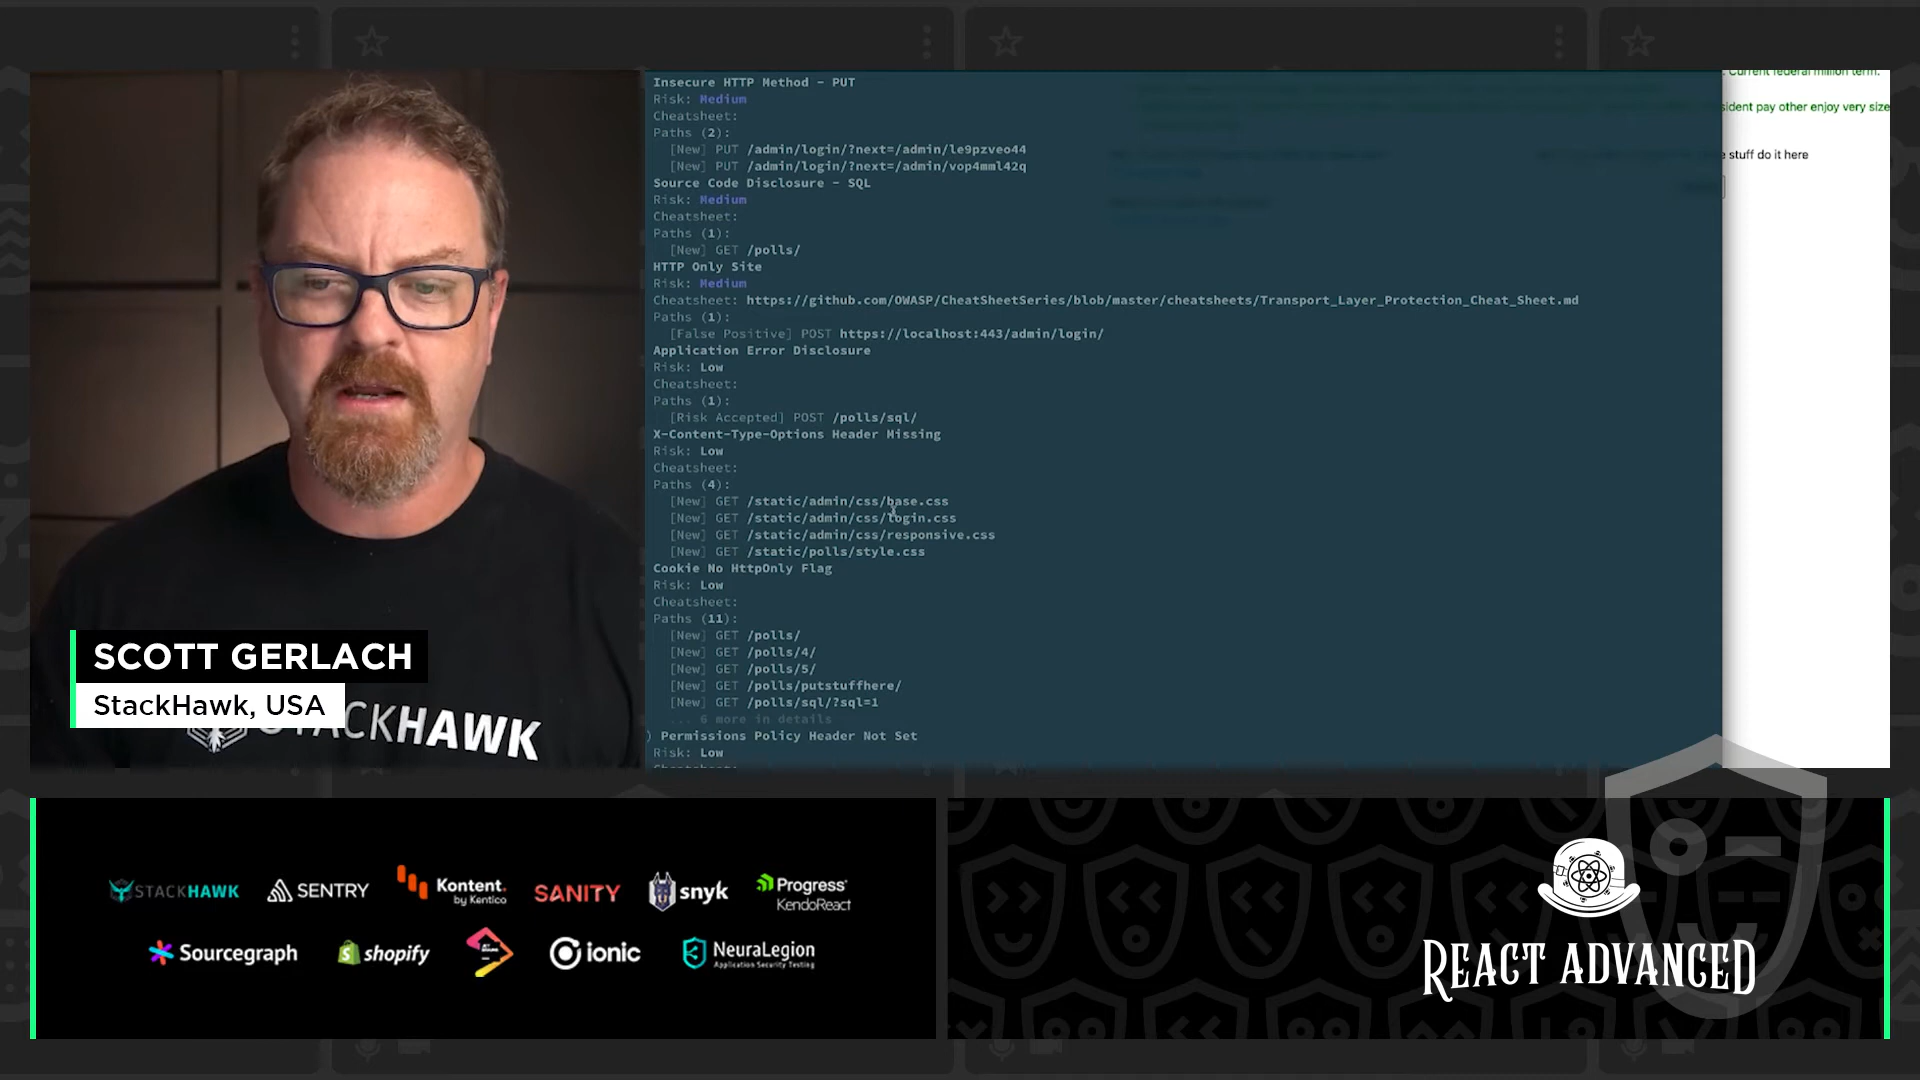 Insecure HTTP Method - PUT
Risk: Medium
Cheatsheet:
Paths (2):
[New] PUT /admin/login/?next=/admin/le9pzveo44
[New] PUT /admin/login/?next=/admin/vop4mml42q
Source Code Disclosure - SQL
Risk: Medium
Cheatsheet:
Paths (1):
[New] GET /polls/
HTTP Only Site
Risk: Medium
Cheatsheet: https://github.com/OWASP/CheatSheetSeries/blob/master/cheatsheets/Transport_Layer_Protection_Cheat_Sheet.md
Paths (1):
[False Positive] POST https://localhost:443/admin/login/
Application Error Disclosure
Risk: Low
Cheatsheet:
Paths (1):
[Risk Accepted] POST /polls/sql/
X-Content-Type-Options Header Missing
Risk: Low
Cheatsheet:
Paths (4):
[New] GET /static/admin/css/base.css
[New] GET /static/admin/css/login.css
[New] GET /static/admin/css/responsive.css
[New] GET /static/polls/style.css
Cookie No HttpOnly Flag
Risk: Low
Cheatsheet:
Paths (11):
[New] GET /polls/
[New] GET /polls/4/
[New] GET /polls/5/
[New] GET /polls/putstuffhere/
[New] GET /polls/sql/?sql=1
... 6 more in details
) Permissions Policy Header Not Set
Risk: Low
Current federal million term.
sident pay other enjoy very size
e stuff do it here
SCOTT GERLACH
StackHawk, USA
STACKHAWK
STACKHAWK
SENTRY
Kontent.
by Kentico
SANITY
snyk
Progress
KendoReact
Sourcegraph
shopify
ionic
NeuraLegion
Application Security Testing
REACT ADVANCED